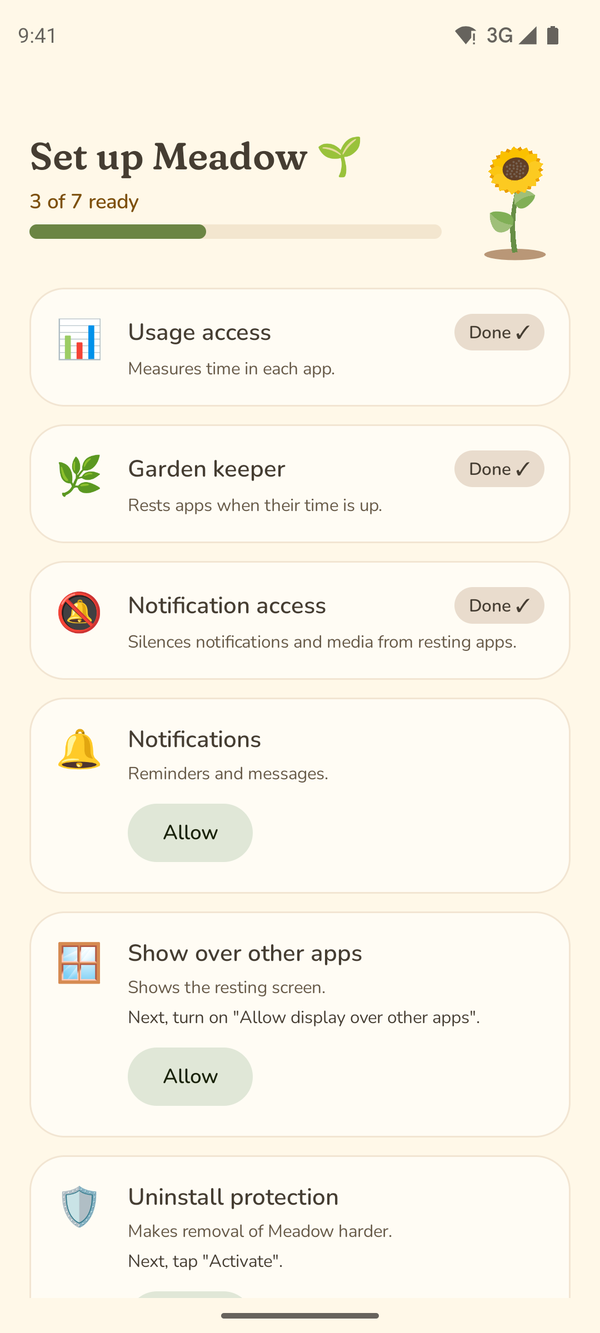 9:41
3G
Set up Meadow 🌱
3 of 7 ready
Usage access
Done ✓
Measures time in each app.
Garden keeper
Done ✓
Rests apps when their time is up.
Notification access
Done ✓
Silences notifications and media from resting apps.
Notifications
Reminders and messages.
Allow
Show over other apps
Shows the resting screen.
Next, turn on "Allow display over other apps".
Allow
Uninstall protection
Makes removal of Meadow harder.
Next, tap "Activate".